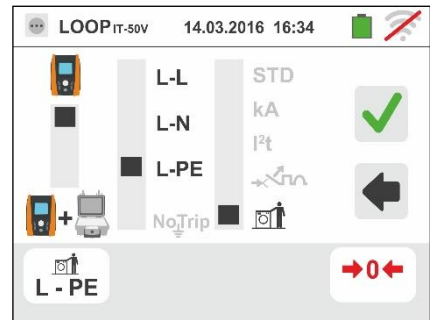 LOOP IT-50V 14.03.2016 16:34
L-L STD
L-N kA
I²t
L-PE
NoTrip
L - PE →0←